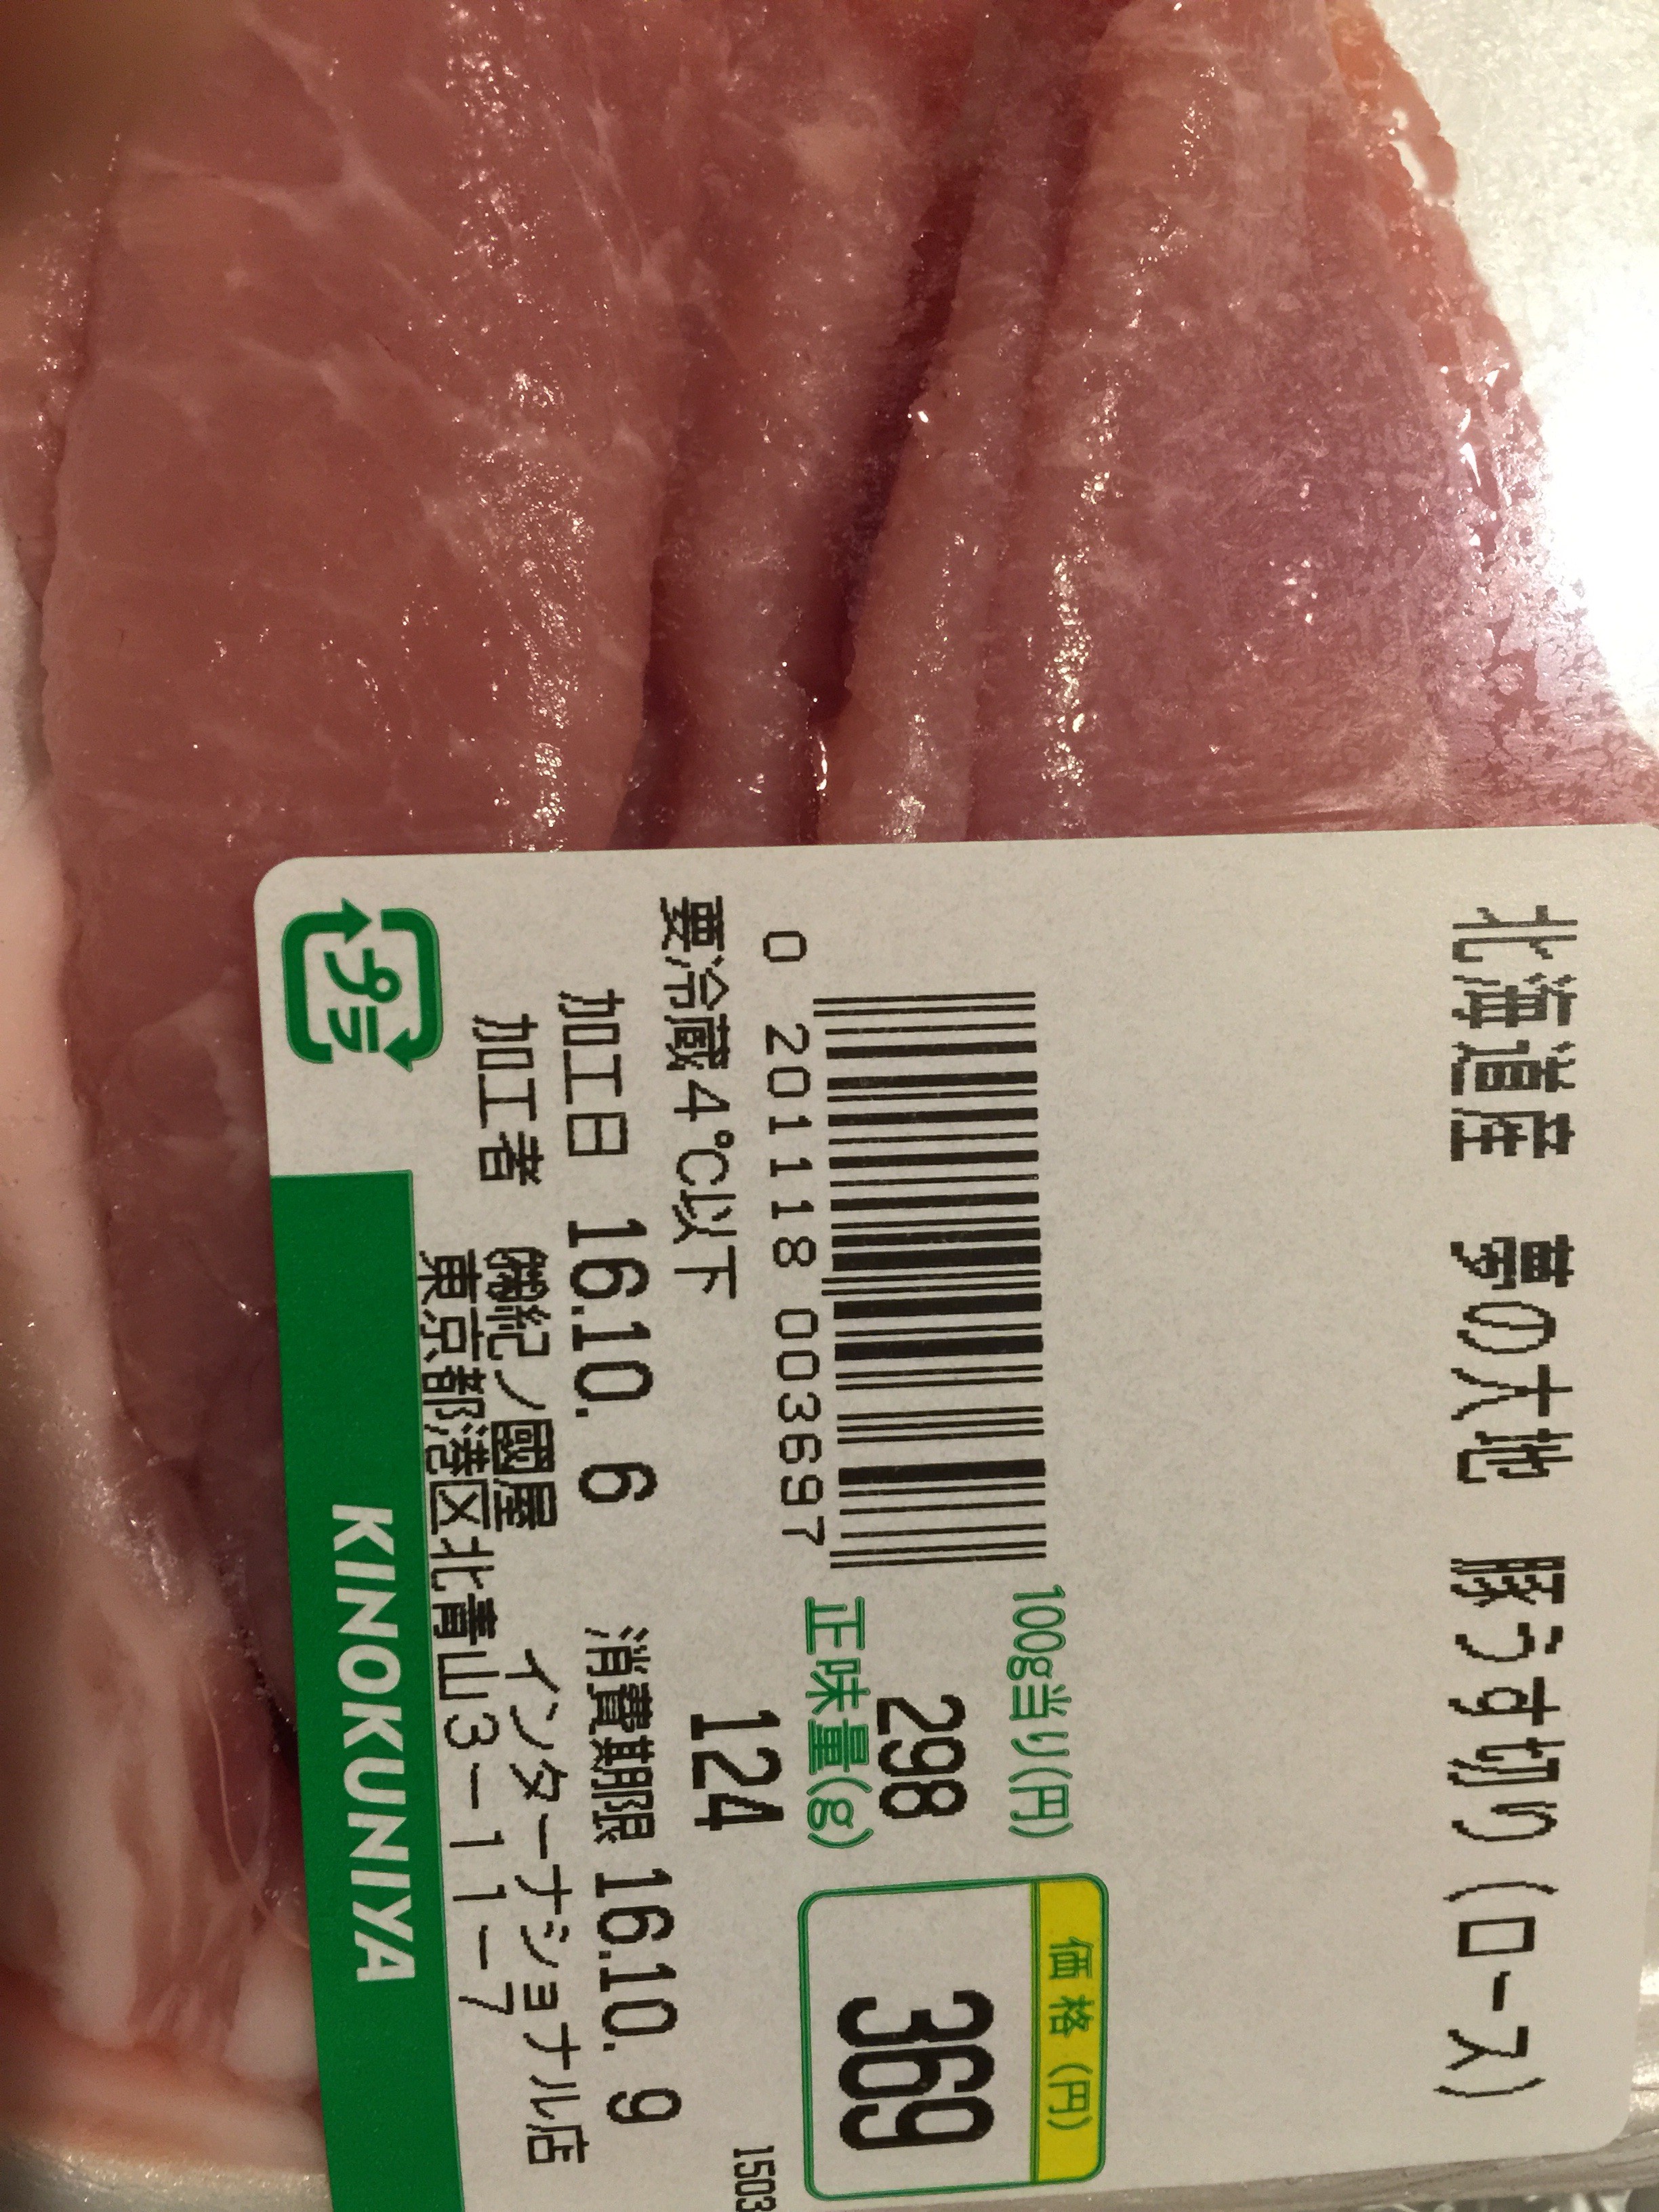 北海道産 夢の大地 豚うす切り(ロース)
100g当り(円)
298
価格(円)
369
正味量(g)
124
0 201118 003697
要冷蔵4℃以下
1503
加工日 16.10. 6 消費期限 16.10. 9
加工者 ㈱紀ノ國屋 インターナショナル店
東京都港区北青山3-11-7
プラ
KINOKUNIYA